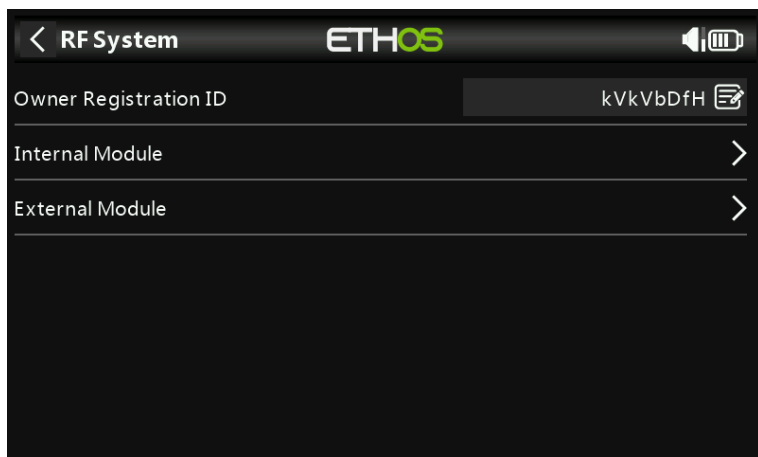 RF System
ETHOS
Owner Registration ID
kVkVbDfH
Internal Module
External Module